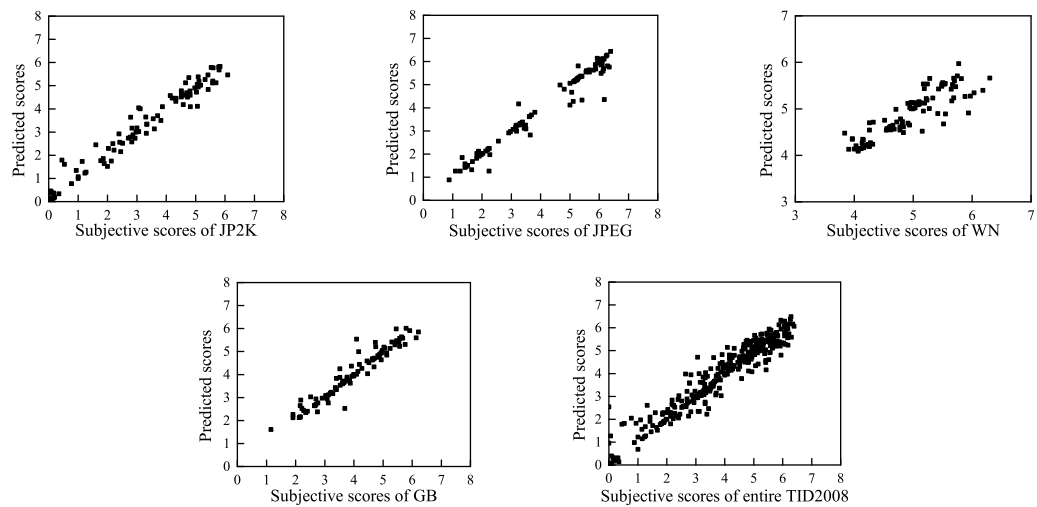 8
7
6
5
4
3
2
1
0
Predicted scores
0 1 2 3 4 5 6 7 8
Subjective scores of JP2K
8
7
6
5
4
3
2
1
0
Predicted scores
0 1 2 3 4 5 6 7 8
Subjective scores of JPEG
7
6
5
4
3
Predicted scores
3 4 5 6 7
Subjective scores of WN
8
7
6
5
4
3
2
1
0
Predicted scores
0 1 2 3 4 5 6 7 8
Subjective scores of GB
8
7
6
5
4
3
2
1
0
Predicted scores
0 1 2 3 4 5 6 7 8
Subjective scores of entire TID2008